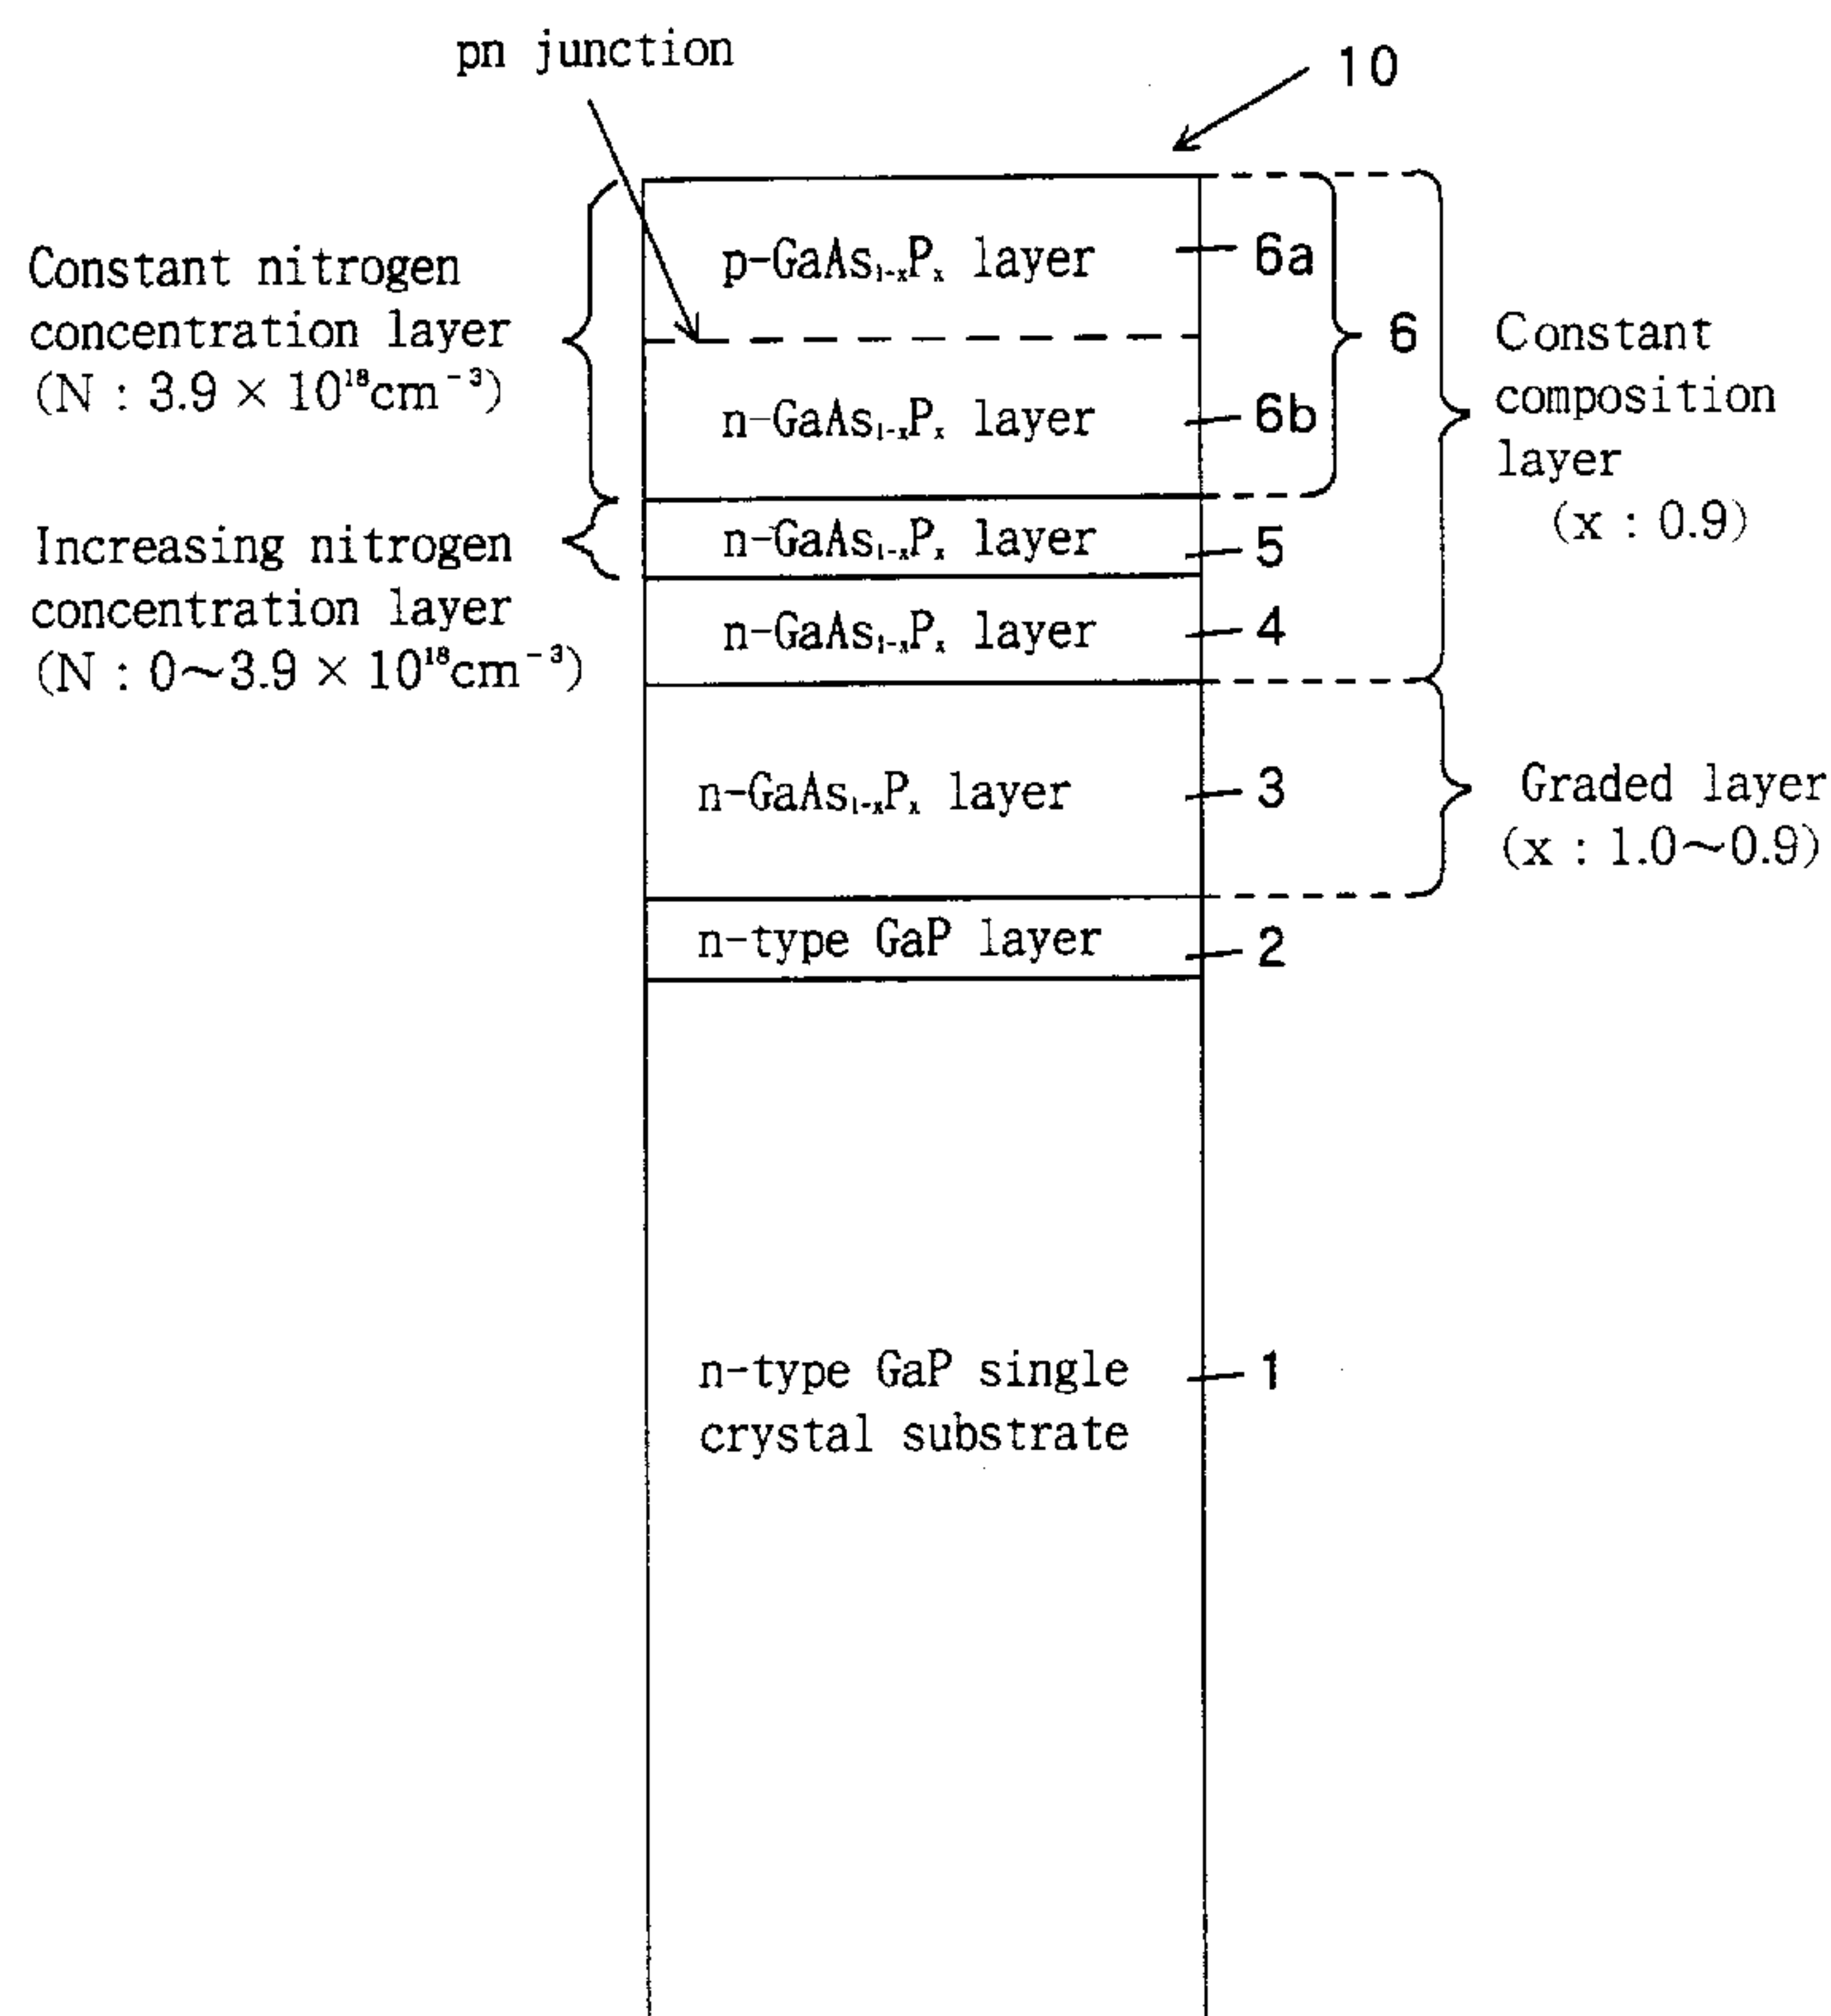 pn junction
10
p-GaAs₁₋ₓPₓ layer
6a
Constant nitrogen
concentration layer
(N : 3.9 × 10¹⁸cm⁻³)
6
n-GaAs₁₋ₓPₓ layer
6b
Constant
composition
layer
(x : 0.9)
n-GaAs₁₋ₓPₓ layer
5
Increasing nitrogen
concentration layer
(N : 0～3.9 × 10¹⁸cm⁻³)
n-GaAs₁₋ₓPₓ layer
4
n-GaAs₁₋ₓPₓ layer
3
Graded layer
(x : 1.0～0.9)
n-type GaP layer
2
n-type GaP single
crystal substrate
1